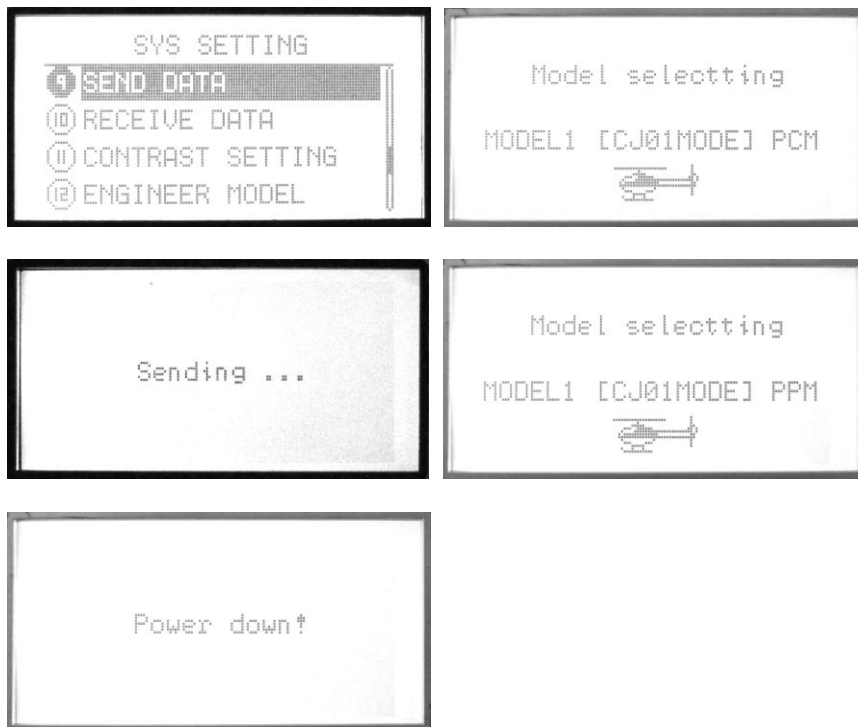 SYS SETTING
9 SEND DATA
10 RECEIVE DATA
11 CONTRAST SETTING
12 ENGINEER MODEL
Model selectting
MODEL1 [CJ01MODE] PCM
Sending ...
Model selectting
MODEL1 [CJ01MODE] PPM
Power down!